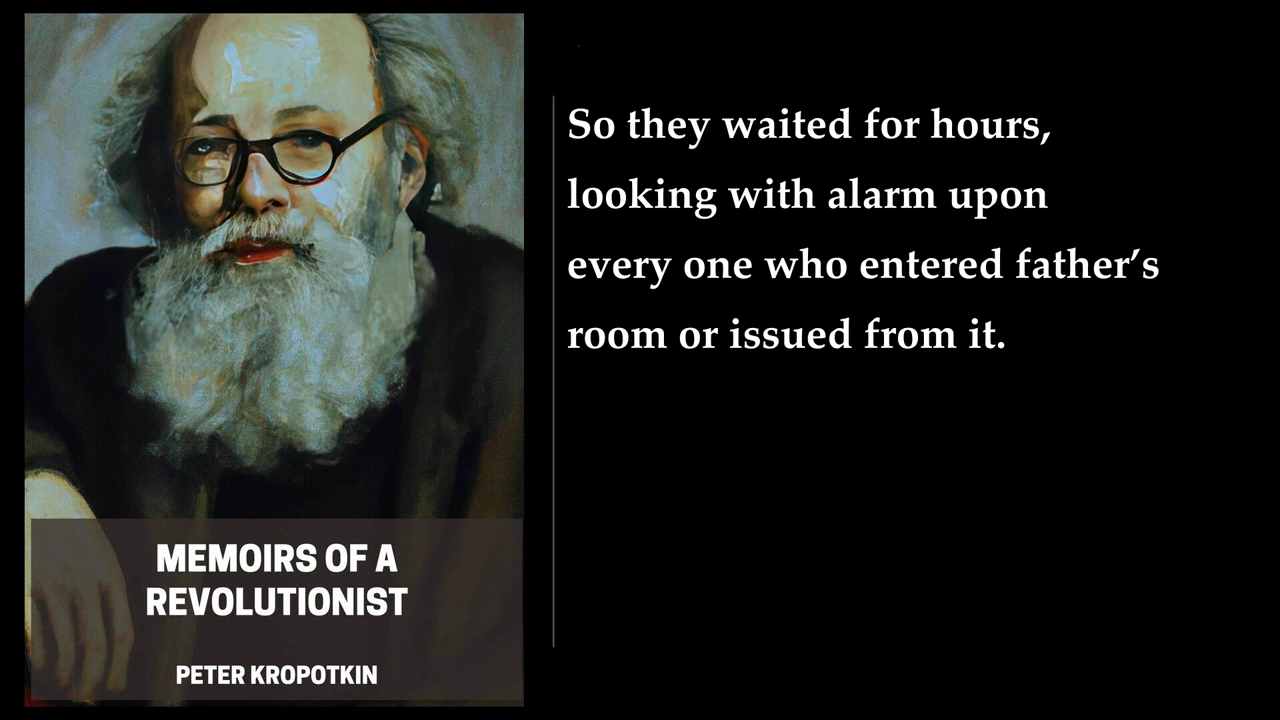 So they waited for hours,
looking with alarm upon
every one who entered father’s
room or issued from it.
MEMOIRS OF A
REVOLUTIONIST
PETER KROPOTKIN